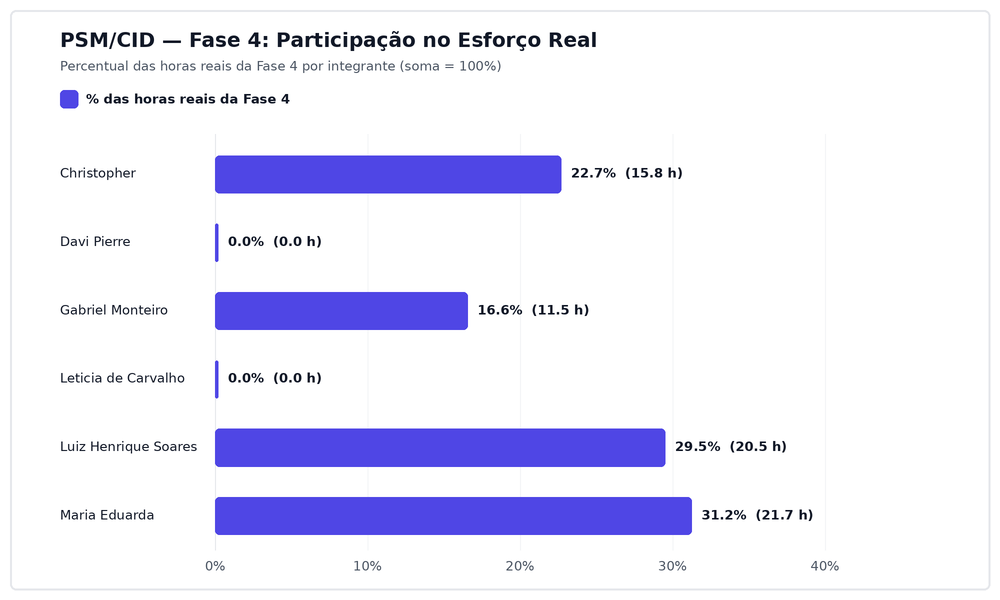 PSM/CID — Fase 4: Participação no Esforço Real
Percentual das horas reais da Fase 4 por integrante (soma = 100%)
% das horas reais da Fase 4
Christopher 22.7% (15.8 h)
Davi Pierre 0.0% (0.0 h)
Gabriel Monteiro 16.6% (11.5 h)
Leticia de Carvalho 0.0% (0.0 h)
Luiz Henrique Soares 29.5% (20.5 h)
Maria Eduarda 31.2% (21.7 h)
0% 10% 20% 30% 40%